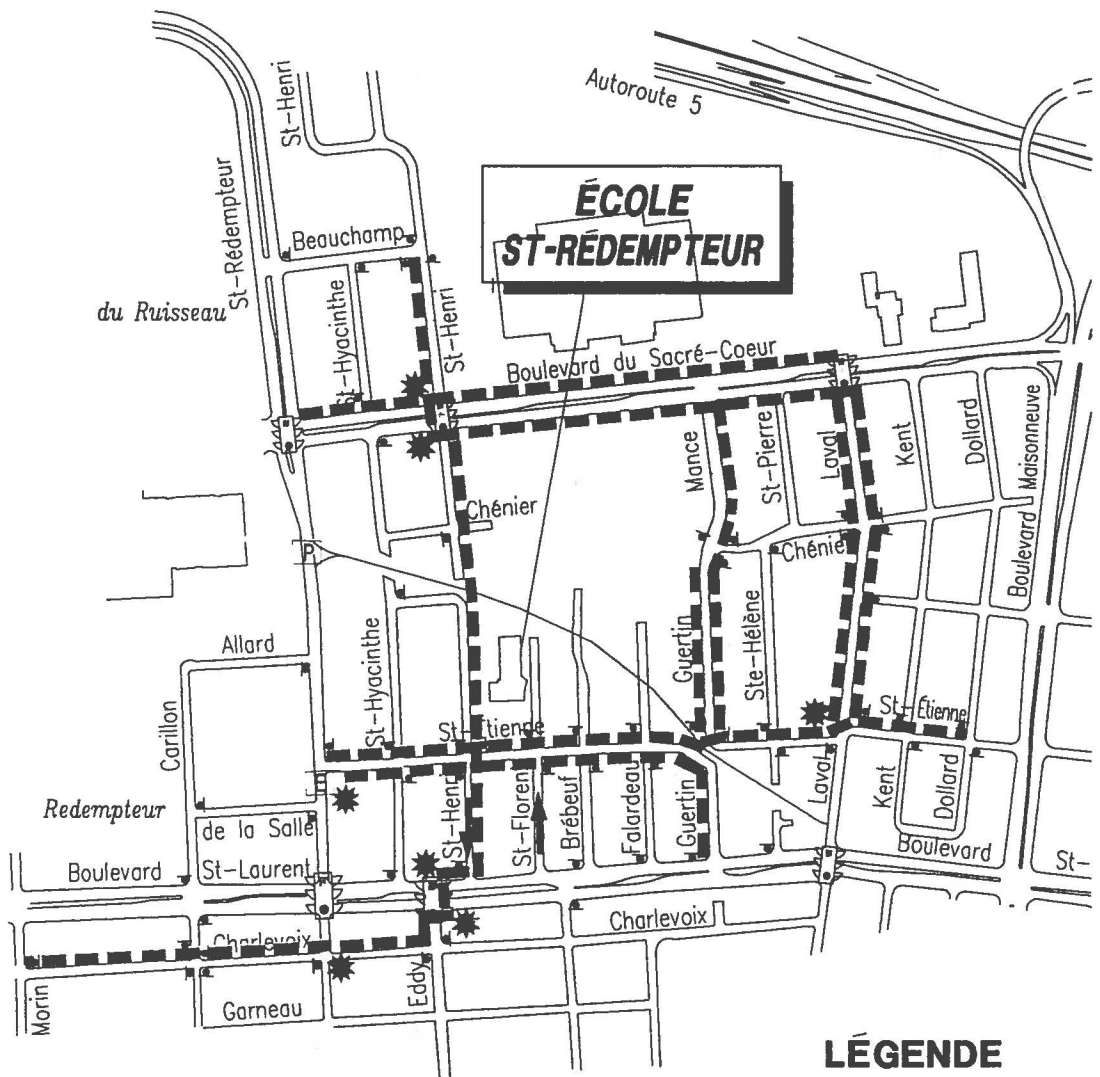 Autoroute 5
St-Henri
St-Rédempteur
ÉCOLE
ST-RÉDEMPTEUR
Beauchamp
du Ruisseau
St-Hyacinthe
St-Henri
Boulevard du Sacré-Coeur
Mance
St-Pierre
Laval
Kent
Dollard
Boulevard Maisonneuve
Chénier
P
Chénier
Allard
Carillon
St-Hyacinthe
Guertin
Ste-Hélène
St-Étienne
St-Étienne
Redempteur
de la Salle
St-Henri
St-Floren
Brébeuf
Falardeau
Guertin
Laval
Kent
Dollard
Boulevard
St-Laurent
Boulevard
St-
Charlevoix
Charlevoix
Morin
Garneau
Eddy
LÉGENDE